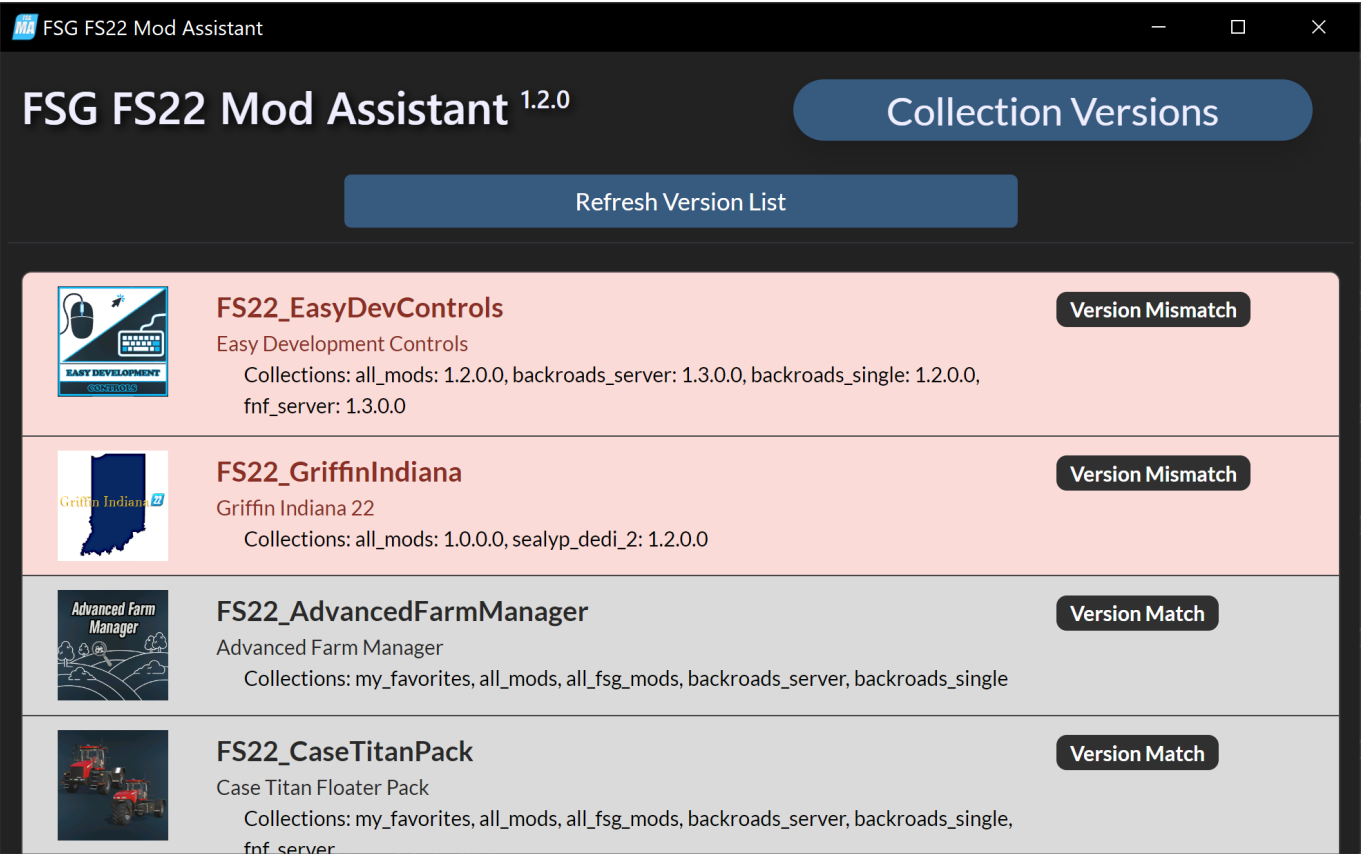 FSG MA FSG FS22 Mod Assistant
FSG FS22 Mod Assistant 1.2.0
Collection Versions
Refresh Version List
EASY DEVELOPMENT
CONTROLS
FS22_EasyDevControls
Version Mismatch
Easy Development Controls
Collections: all_mods: 1.2.0.0, backroads_server: 1.3.0.0, backroads_single: 1.2.0.0,
fnf_server: 1.3.0.0
Griffin Indiana 22
FS22_GriffinIndiana
Version Mismatch
Griffin Indiana 22
Collections: all_mods: 1.0.0.0, sealyp_dedi_2: 1.2.0.0
Advanced Farm
Manager
FS22_AdvancedFarmManager
Version Match
Advanced Farm Manager
Collections: my_favorites, all_mods, all_fsg_mods, backroads_server, backroads_single
FS22_CaseTitanPack
Version Match
Case Titan Floater Pack
Collections: my_favorites, all_mods, all_fsg_mods, backroads_server, backroads_single,
fnf_server